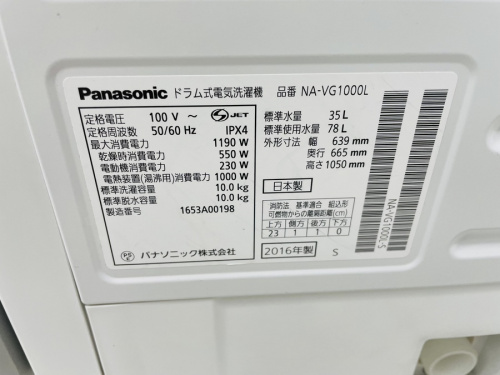 Panasonic ドラム式電気洗濯機 品番 NA-VG1000L
定格電圧 100 V ～ S JET
定格周波数 50/60 Hz IPX4
最大消費電力 1190 W
乾燥時消費電力 550 W
電動機消費電力 230 W
電熱装置(湯沸用)消費電力 1000 W
標準洗濯容量 10.0 kg
標準脱水容量 10.0 kg
製造番号 1653A00198
PS E パナソニック株式会社
標準水量 35 L
標準使用水量 78 L
外形寸法 幅 639 mm
奥行 665 mm
高さ 1050 mm
日本製
消防法 基準適合 組込形
可燃物からの離隔距離(cm)
上方 側方 後方 下方
23 1 1 0
2016年製 S
NA-VG1000L-S